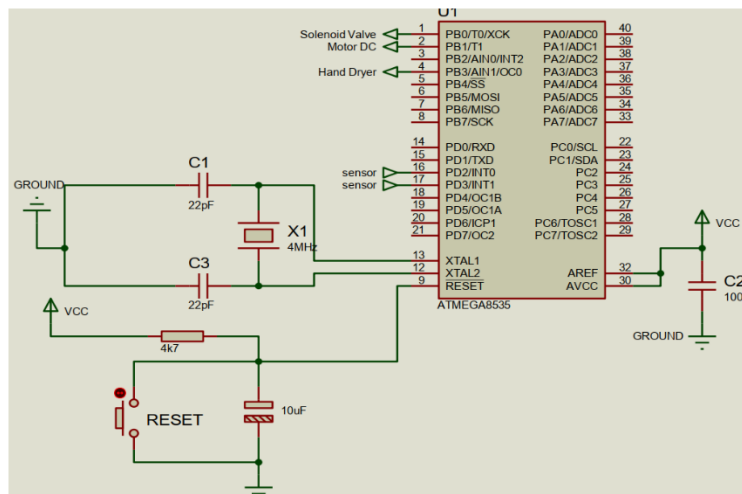 U1
Solenoid Valve 1 PB0/T0/XCK PA0/ADC0 40
Motor DC 2 PB1/T1 PA1/ADC1 39
3 PB2/AIN0/INT2 PA2/ADC2 38
Hand Dryer 4 PB3/AIN1/OC0 PA3/ADC3 37
5 PB4/SS PA4/ADC4 36
6 PB5/MOSI PA5/ADC5 35
7 PB6/MISO PA6/ADC6 34
8 PB7/SCK PA7/ADC7 33
14 PD0/RXD PC0/SCL 22
15 PD1/TXD PC1/SDA 23
sensor 16 PD2/INT0 PC2 24
sensor 17 PD3/INT1 PC3 25
18 PD4/OC1B PC4 26
19 PD5/OC1A PC5 27
20 PD6/ICP1 PC6/TOSC1 28
21 PD7/OC2 PC7/TOSC2 29
13 XTAL1
12 XTAL2 AREF 32
9 RESET AVCC 30
ATMEGA8535
C1
22pF
GROUND
X1
4MHz
C3
22pF
VCC
4k7
RESET
10uF
VCC
C2
100
GROUND